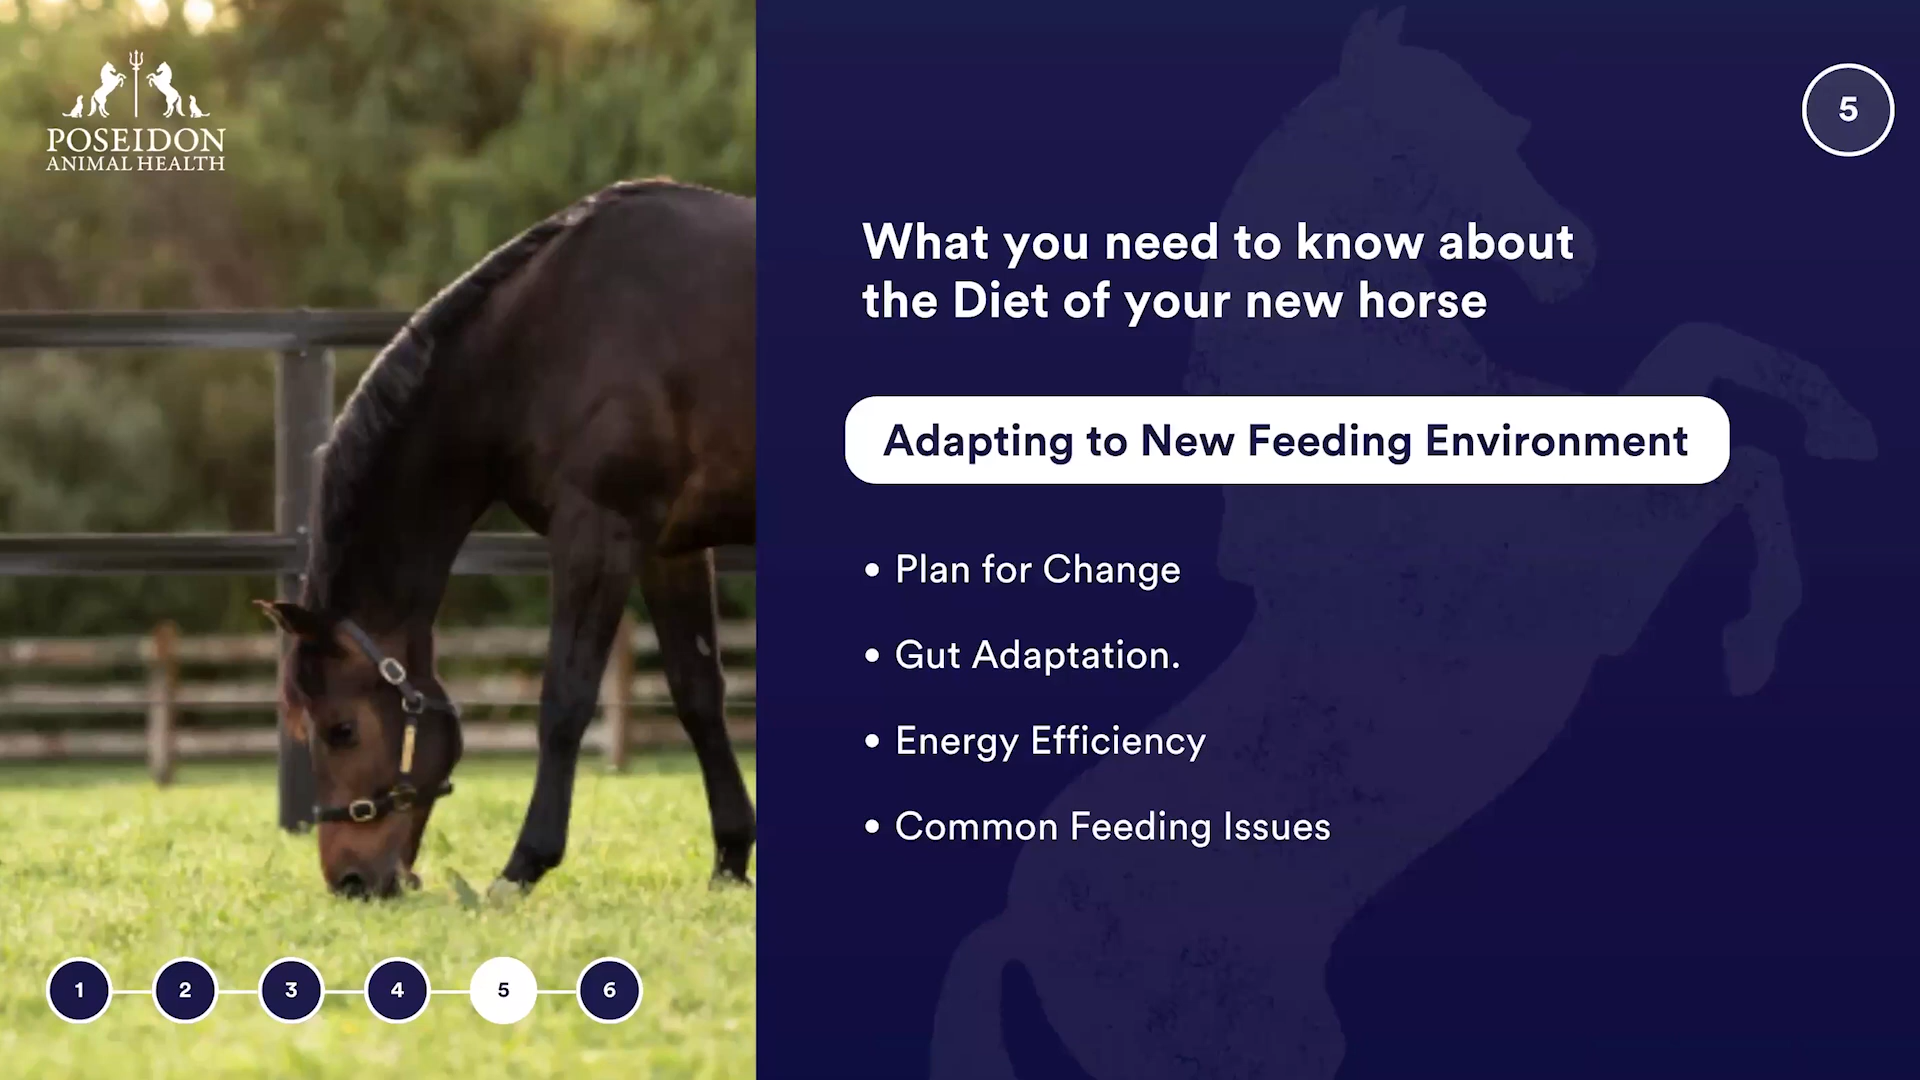 POSEIDON
ANIMAL HEALTH
5
What you need to know about
the Diet of your new horse
Adapting to New Feeding Environment
• Plan for Change
• Gut Adaptation.
• Energy Efficiency
• Common Feeding Issues
1 2 3 4 5 6